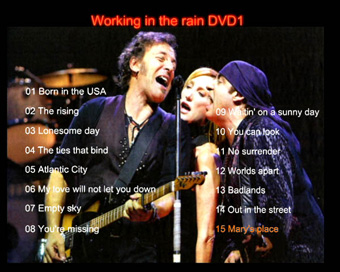 Working in the rain DVD1
01 Born in the USA
02 The rising
03 Lonesome day
04 The ties that bind
05 Atlantic City
06 My love will not let you down
07 Empty sky
08 You're missing
09 Waitin' on a sunny day
10 You can look
11 No surrender
12 Worlds apart
13 Badlands
14 Out in the street
15 Mary's place